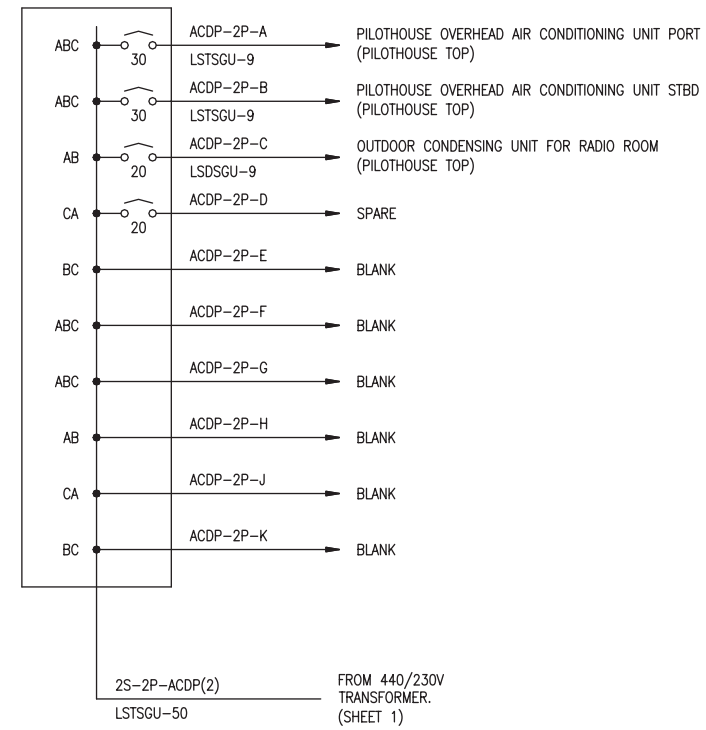 ABC ACDP-2P-A PILOTHOUSE OVERHEAD AIR CONDITIONING UNIT PORT
30 LSTSGU-9 (PILOTHOUSE TOP)
ABC ACDP-2P-B PILOTHOUSE OVERHEAD AIR CONDITIONING UNIT STBD
30 LSTSGU-9 (PILOTHOUSE TOP)
AB ACDP-2P-C OUTDOOR CONDENSING UNIT FOR RADIO ROOM
20 LSDSGU-9 (PILOTHOUSE TOP)
CA ACDP-2P-D SPARE
20
BC ACDP-2P-E BLANK
ABC ACDP-2P-F BLANK
ABC ACDP-2P-G BLANK
AB ACDP-2P-H BLANK
CA ACDP-2P-J BLANK
BC ACDP-2P-K BLANK
2S-2P-ACDP(2) FROM 440/230V
TRANSFORMER.
LSTSGU-50 (SHEET 1)